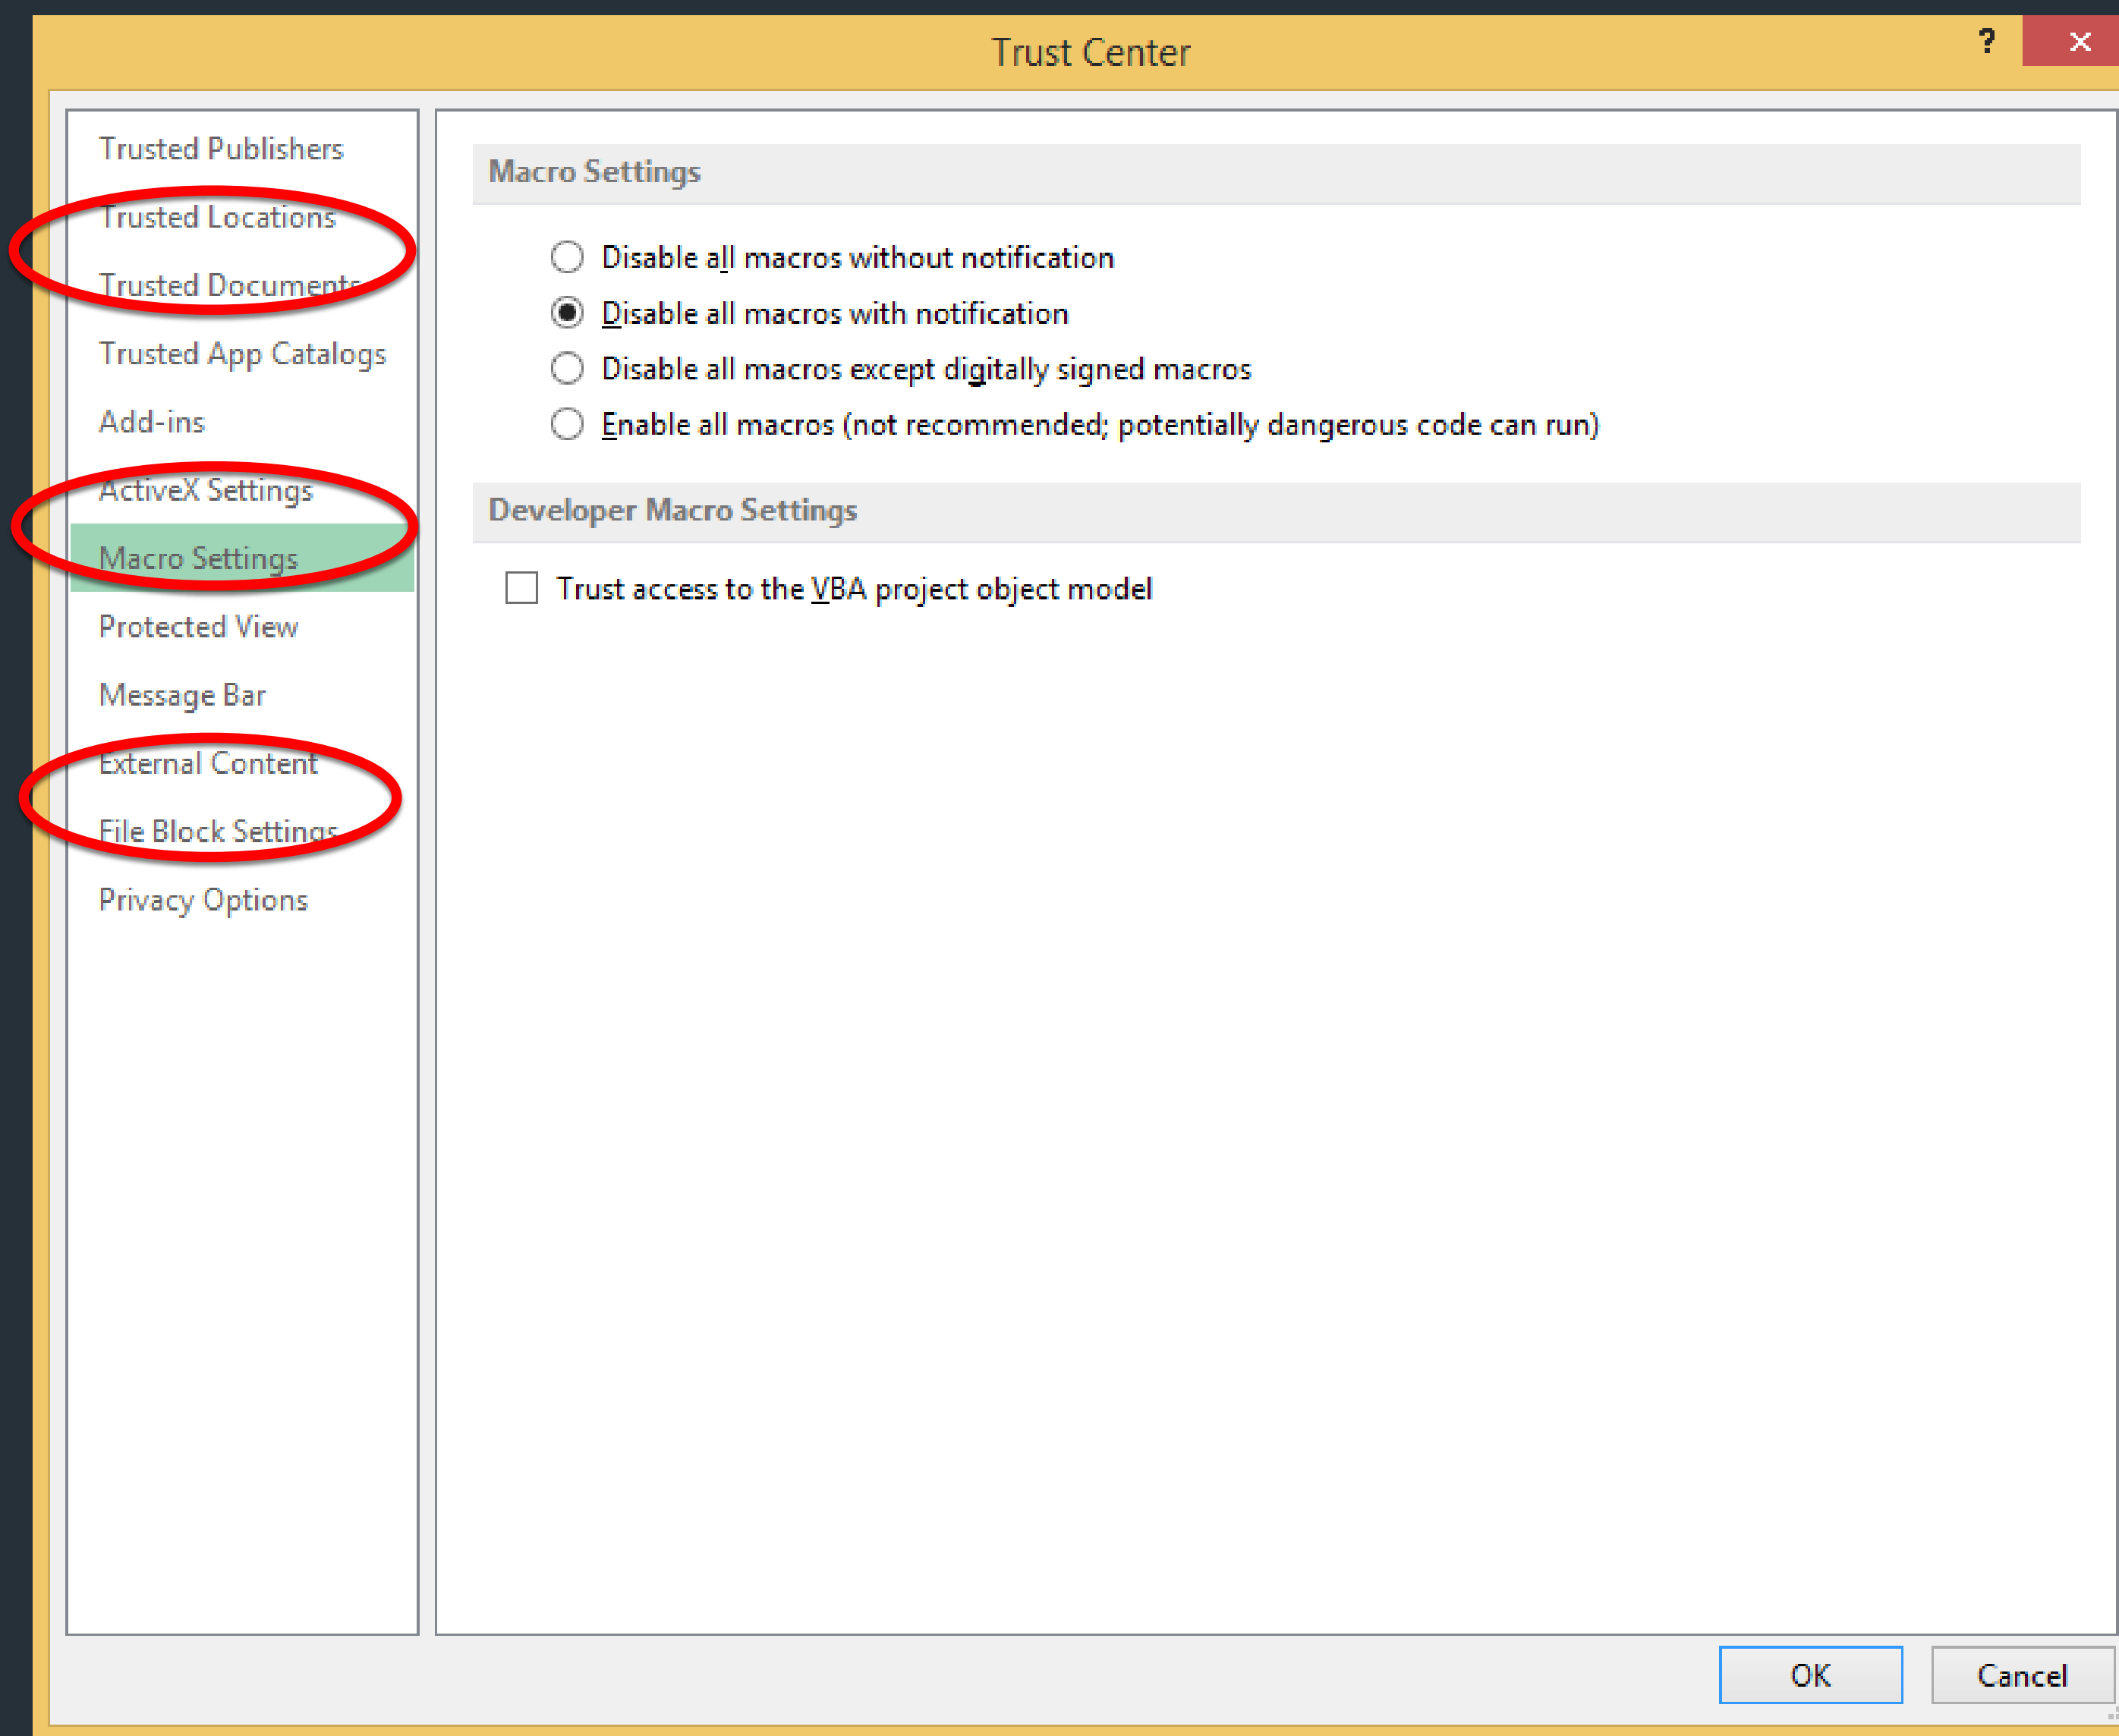 Trust Center
?
Trusted Publishers
Trusted Locations
Trusted Documents
Trusted App Catalogs
Add-ins
ActiveX Settings
Macro Settings
Protected View
Message Bar
External Content
File Block Settings
Privacy Options
Macro Settings
Disable all macros without notification
Disable all macros with notification
Disable all macros except digitally signed macros
Enable all macros (not recommended; potentially dangerous code can run)
Developer Macro Settings
Trust access to the VBA project object model
OK
Cancel